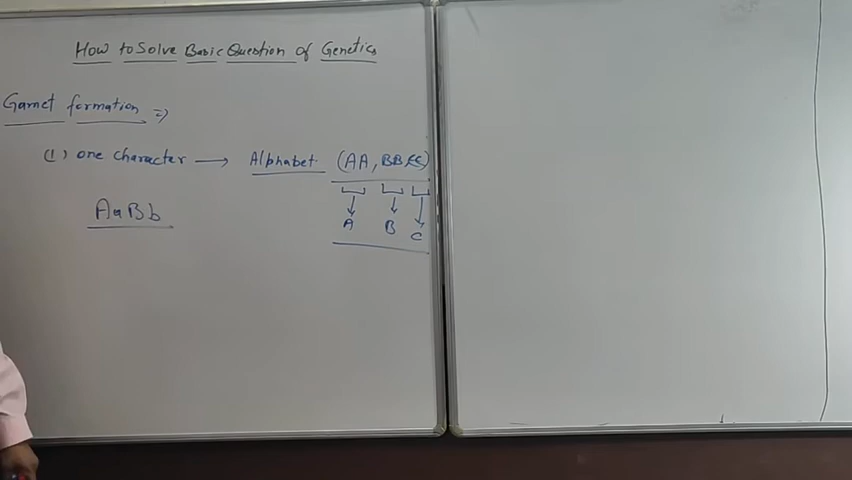 How to Solve Basic Question of Genetics
Gamet formation =>
(1) one character → Alphabet (AA, BB, CC)
A B C
AaBb